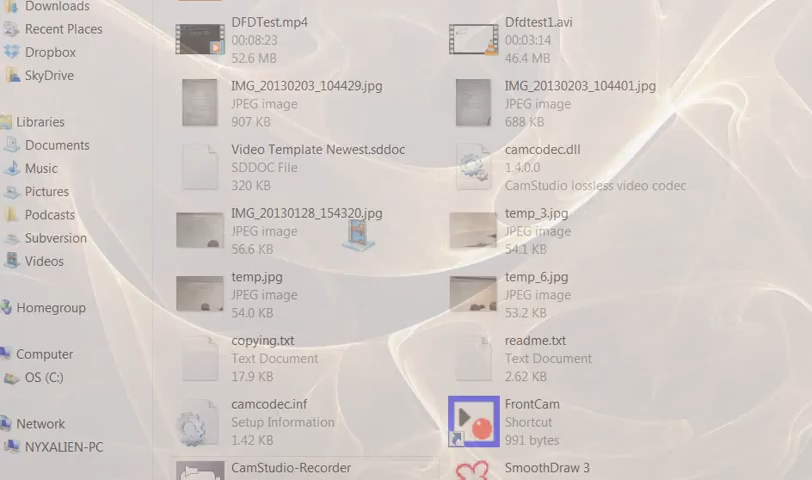 Downloads
Recent Places
Dropbox
SkyDrive
Libraries
Documents
Music
Pictures
Podcasts
Subversion
Videos
Homegroup
Computer
OS (C:)
Network
NYXALIEN-PC
DFDTest.mp4
00:08:23
52.6 MB
Dfdtest1.avi
00:03:14
46.4 MB
IMG_20130203_104429.jpg
JPEG image
907 KB
IMG_20130203_104401.jpg
JPEG image
688 KB
Video Template Newest.sddoc
SDDOC File
320 KB
camcodec.dll
1.4.0.0
CamStudio lossless video codec
IMG_20130128_154320.jpg
JPEG image
56.6 KB
temp_3.jpg
JPEG image
54.1 KB
temp.jpg
JPEG image
54.0 KB
temp_6.jpg
JPEG image
53.2 KB
copying.txt
Text Document
17.9 KB
readme.txt
Text Document
2.62 KB
camcodec.inf
Setup Information
1.42 KB
FrontCam
Shortcut
991 bytes
CamStudio-Recorder
SmoothDraw 3